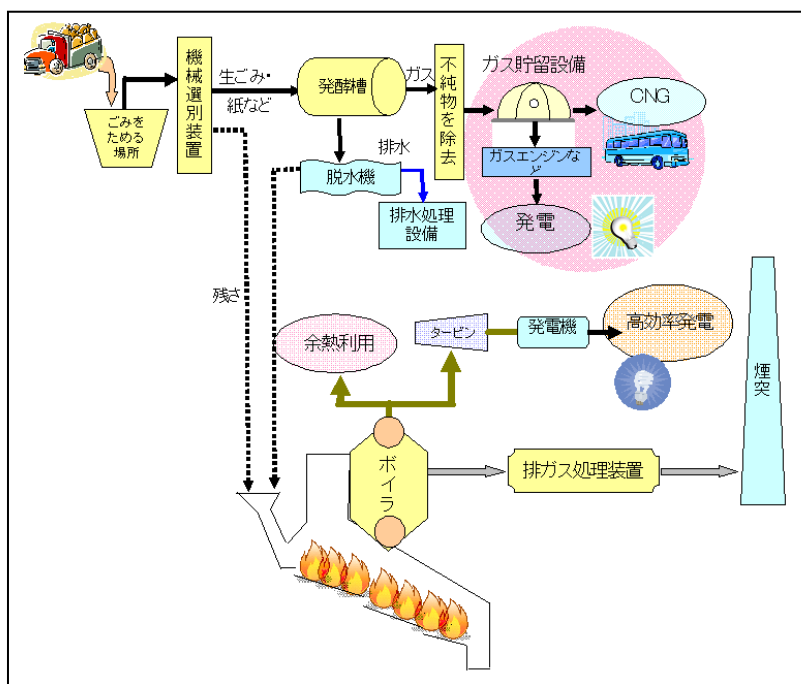 機械選別装置
ごみを
ためる
場所
生ごみ・
紙など
発酵槽
ガス
不純物を除去
ガス貯留設備
CNG
ガスエンジンな
ど
発電
排水
脱水機
排水処理
設備
残さ
余熱利用
タービン
発電機
高効率発電
煙突
ボイラ
排ガス処理装置